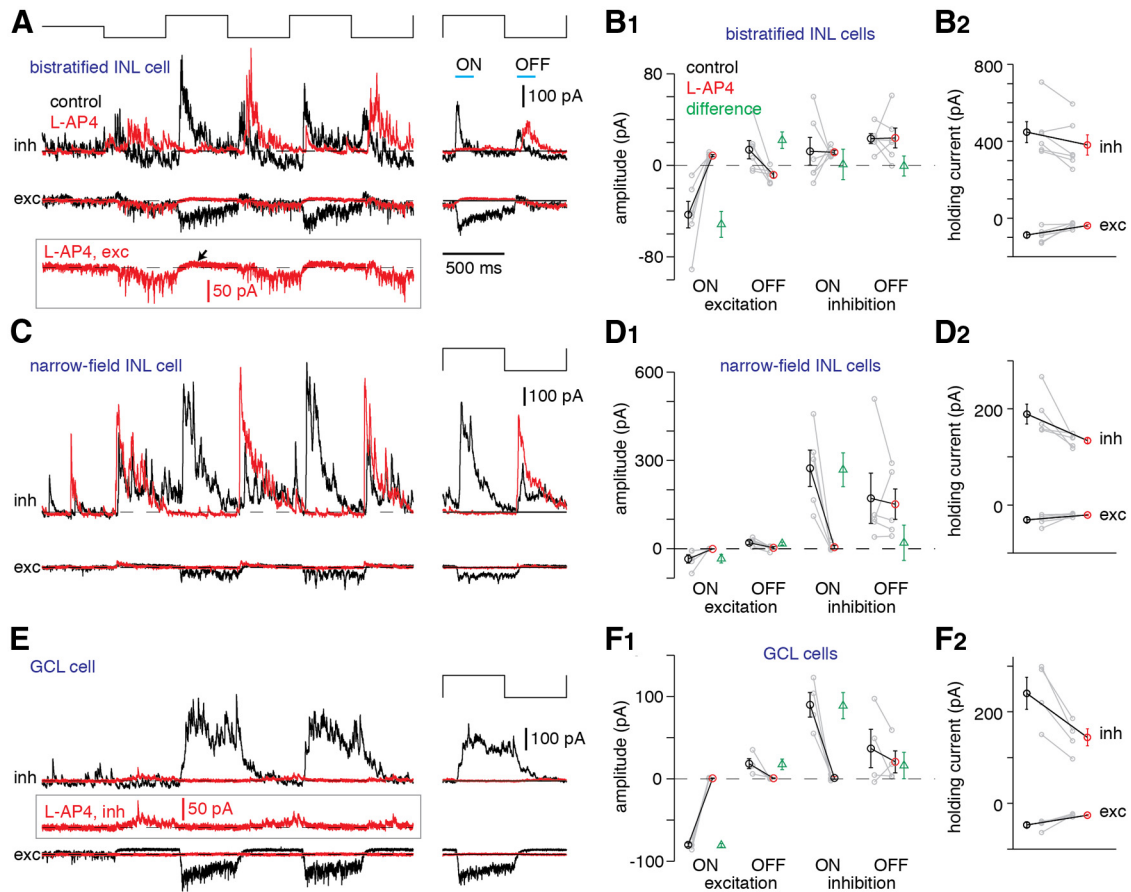 A
bistratified INL cell
control
L-AP4
inh
exc
L-AP4, exc
50 pA
ON
OFF
100 pA
500 ms
B1
bistratified INL cells
control
L-AP4
difference
amplitude (pA)
80
0
-80
ON
OFF
ON
OFF
excitation
inhibition
B2
holding current (pA)
800
400
0
inh
exc
C
narrow-field INL cell
inh
exc
100 pA
D1
narrow-field INL cells
amplitude (pA)
600
300
0
ON
OFF
ON
OFF
excitation
inhibition
D2
holding current (pA)
200
0
inh
exc
E
GCL cell
inh
L-AP4, inh
50 pA
exc
100 pA
F1
GCL cells
amplitude (pA)
100
0
-100
ON
OFF
ON
OFF
excitation
inhibition
F2
holding current (pA)
200
0
inh
exc